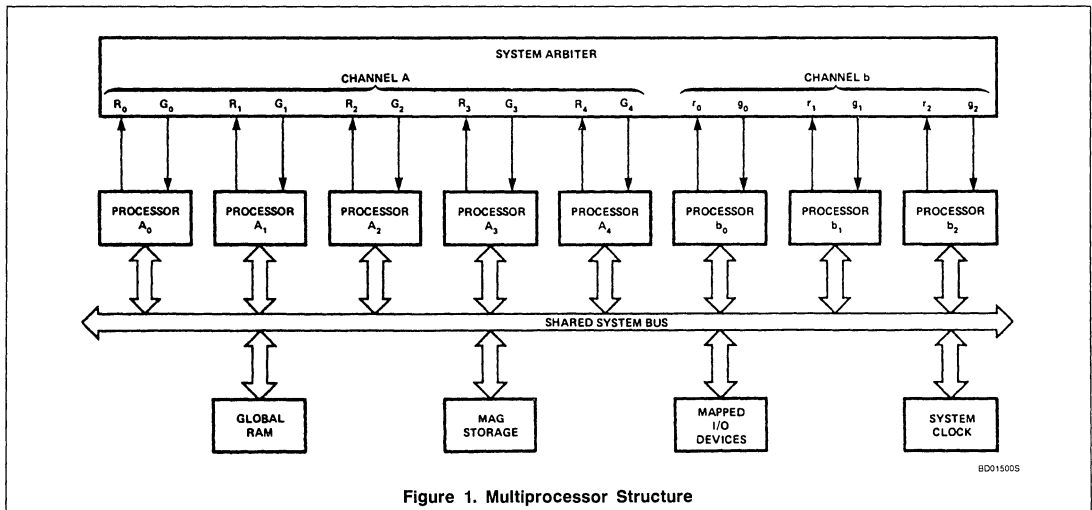 SYSTEM ARBITER
CHANNEL A
CHANNEL b
R0 G0 R1 G1 R2 G2 R3 G3 R4 G4 r0 g0 r1 g1 r2 g2
PROCESSOR
A0
PROCESSOR
A1
PROCESSOR
A2
PROCESSOR
A3
PROCESSOR
A4
PROCESSOR
b0
PROCESSOR
b1
PROCESSOR
b2
SHARED SYSTEM BUS
GLOBAL
RAM
MAG
STORAGE
MAPPED
I/O
DEVICES
SYSTEM
CLOCK
BD01500S
Figure 1. Multiprocessor Structure